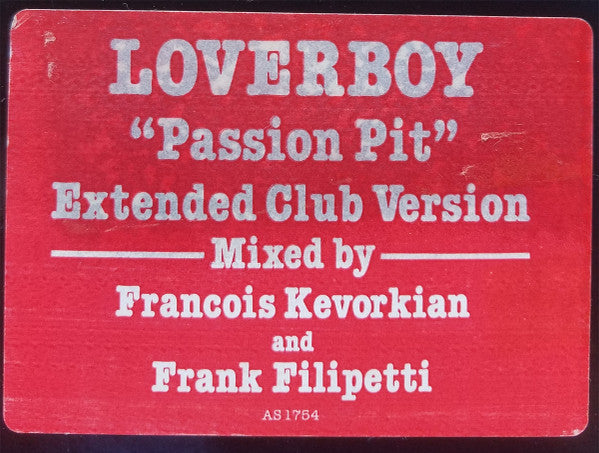 LOVERBOY
“Passion Pit”
Extended Club Version
Mixed by
Francois Kevorkian
and
Frank Filipetti
AS 1754